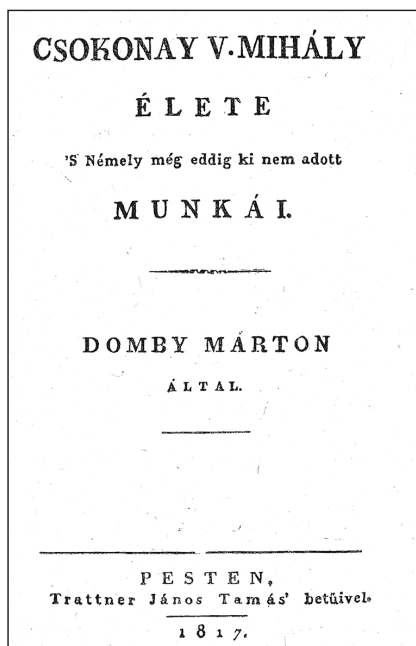 CSOKONAY V. MIHÁLY
ÉLETE
'S Némely még eddig ki nem adott
MUNKÁI.
DOMBY MÁRTON
ÁLTAL.
PESTEN,
Trattner János Tamás' betűivel.
1817.